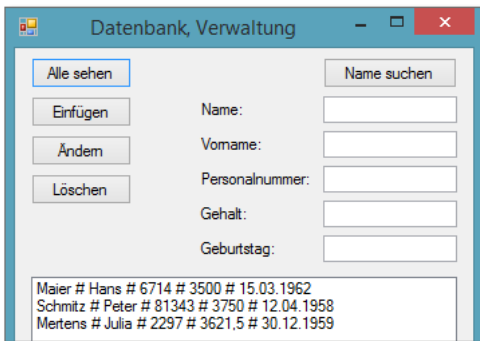 Datenbank, Verwaltung
Alle sehen
Name suchen
Einfügen
Name:
Ändern
Vorname:
Löschen
Personalnummer:
Gehalt:
Geburtstag:
Maier # Hans # 6714 # 3500 # 15.03.1962
Schmitz # Peter # 81343 # 3750 # 12.04.1958
Mertens # Julia # 2297 # 3621,5 # 30.12.1959